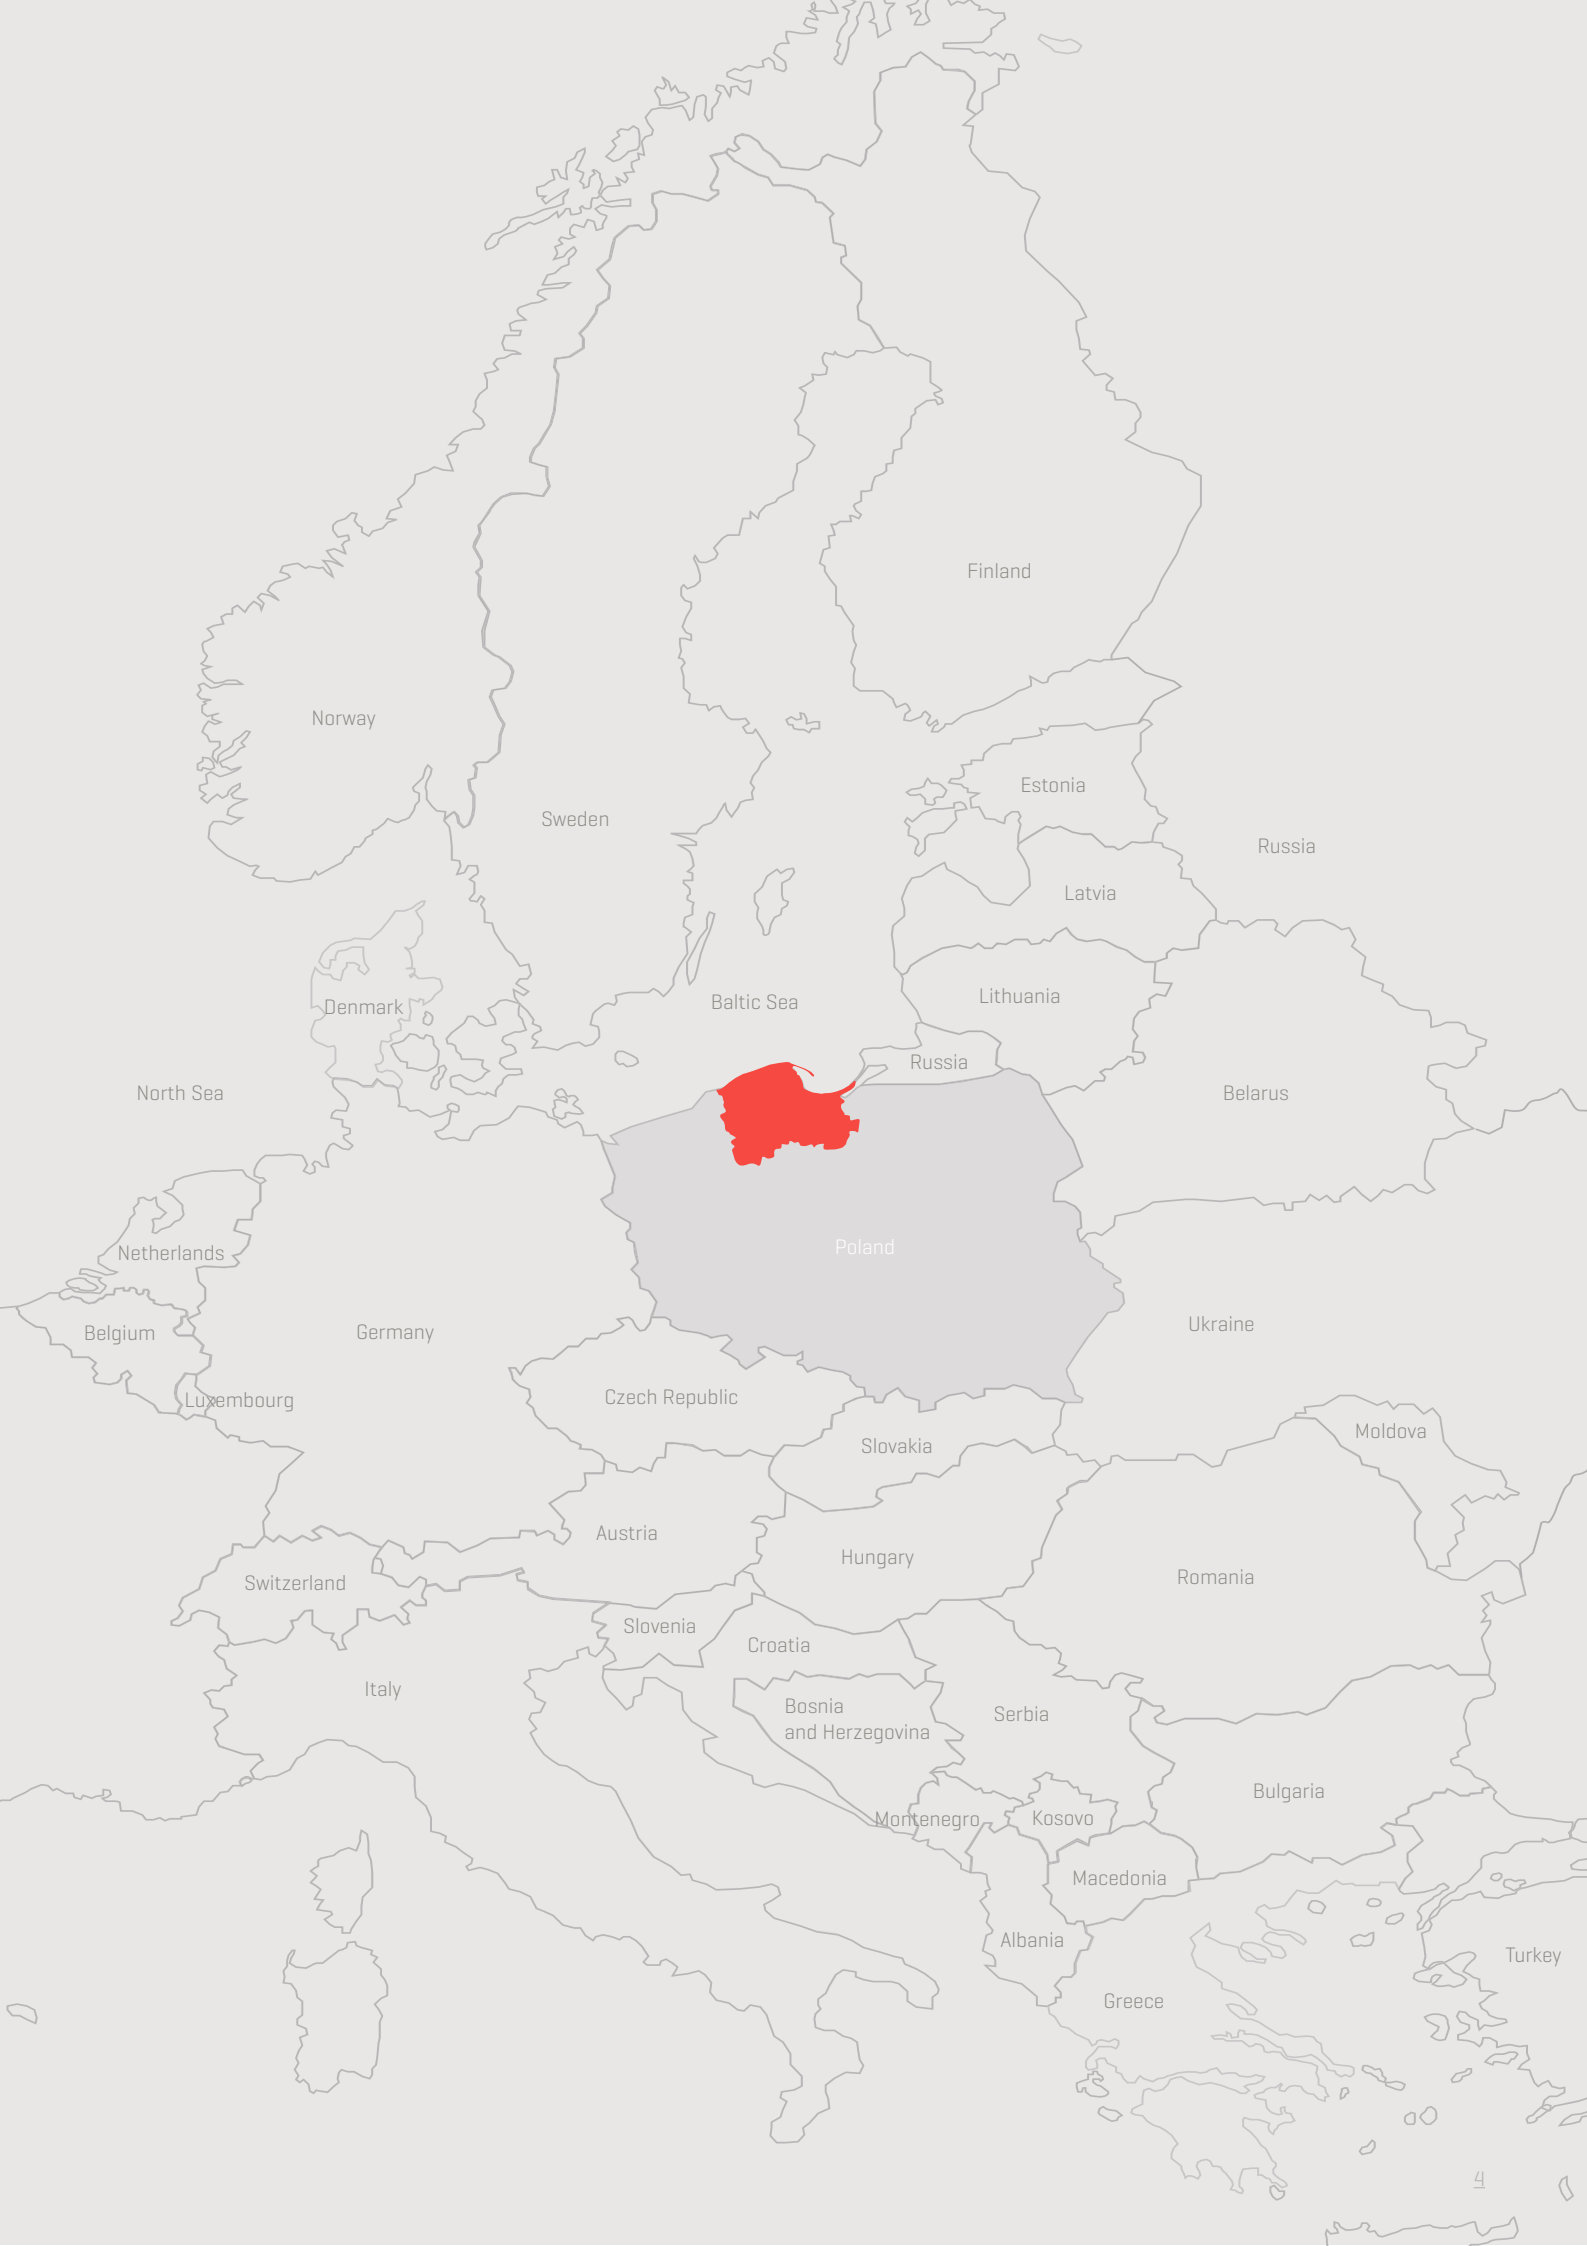 Finland
Norway
Estonia
Sweden
Russia
Latvia
Lithuania
Baltic Sea
Denmark
Russia
North Sea
Belarus
Poland
Netherlands
Ukraine
Belgium
Germany
Czech Republic
Luxembourg
Moldova
Slovakia
Austria
Hungary
Romania
Switzerland
Slovenia
Croatia
Italy
Bosnia
and Herzegovina
Serbia
Bulgaria
Montenegro
Kosovo
Macedonia
Albania
Turkey
Greece
4